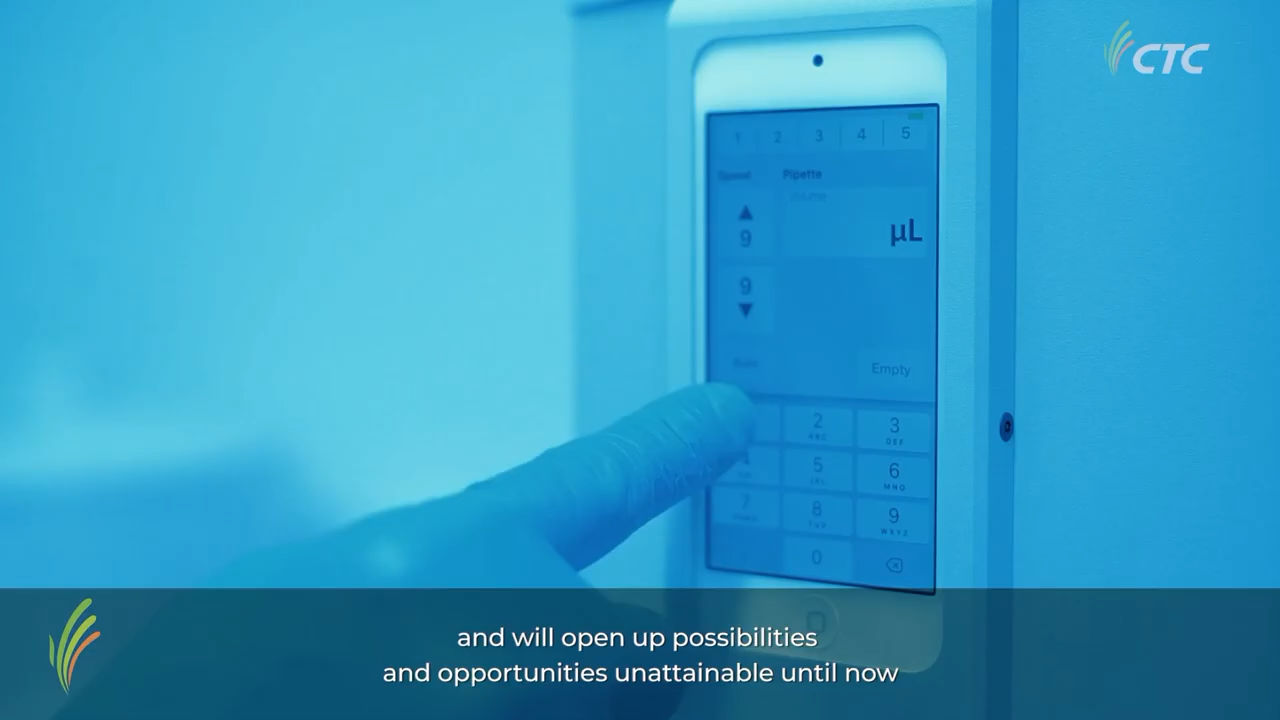 CTC
1 2 3 4 5
Speed Pipette
Volume
9
µL
9
Empty
2
ABC
3
DEF
5
JKL
6
MNO
7
8
TUV
9
WXYZ
0
and will open up possibilities
and opportunities unattainable until now